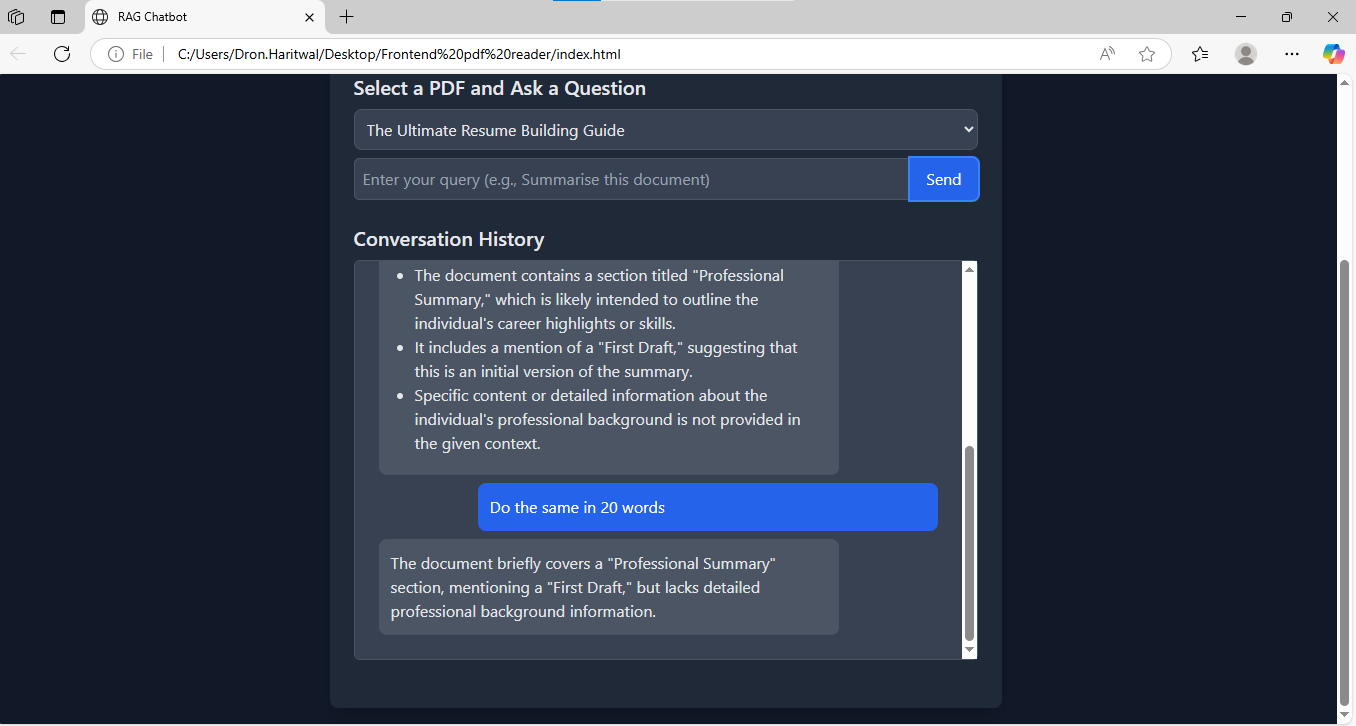 RAG Chatbot
File
C:/Users/Dron.Haritwal/Desktop/Frontend%20pdf%20reader/index.html
Select a PDF and Ask a Question
The Ultimate Resume Building Guide
Enter your query (e.g., Summarise this document)
Send
Conversation History
• The document contains a section titled "Professional
Summary," which is likely intended to outline the
individual's career highlights or skills.
• It includes a mention of a "First Draft," suggesting that
this is an initial version of the summary.
• Specific content or detailed information about the
individual's professional background is not provided in
the given context.
Do the same in 20 words
The document briefly covers a "Professional Summary"
section, mentioning a "First Draft," but lacks detailed
professional background information.